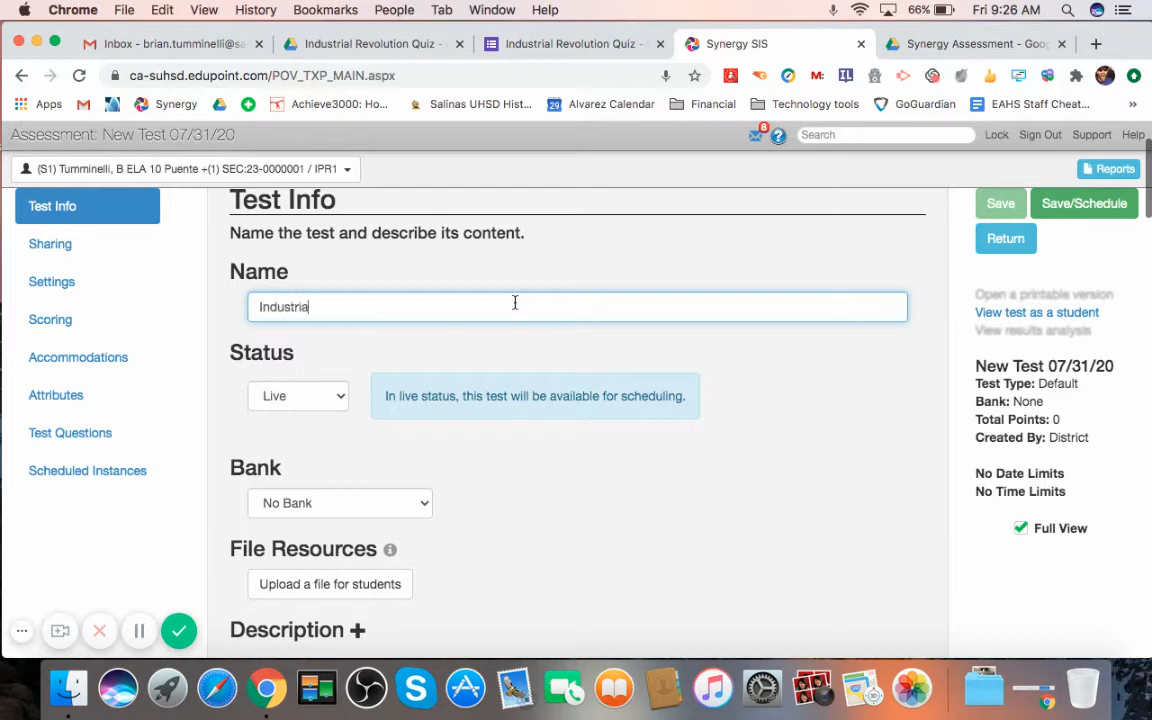 Chrome File Edit View History Bookmarks People Tab Window Help 66% Fri 9:26 AM
Inbox - brian.tumminelli@sa
Industrial Revolution Quiz -
Industrial Revolution Quiz -
Synergy SIS
Synergy Assessment - Goo
ca-suhsd.edupoint.com/POV_TXP_MAIN.aspx
Apps Synergy Achieve3000: Ho... Salinas UHSD Hist... Alvarez Calendar Financial Technology tools GoGuardian EAHS Staff Cheat... »
Assessment: New Test 07/31/20 8 Search Lock Sign Out Support Help
(S1) Tumminelli, B ELA 10 Puente +(1) SEC:23-0000001 / IPR1 Reports
Test Info
Sharing
Settings
Scoring
Accommodations
Attributes
Test Questions
Scheduled Instances
Test Info
Name the test and describe its content.
Name
Industria
Status
Live In live status, this test will be available for scheduling.
Bank
No Bank
File Resources
Upload a file for students
Description +
Save Save/Schedule
Return
Open a printable version
View test as a student
View results analysis
New Test 07/31/20
Test Type: Default
Bank: None
Total Points: 0
Created By: District
No Date Limits
No Time Limits
Full View